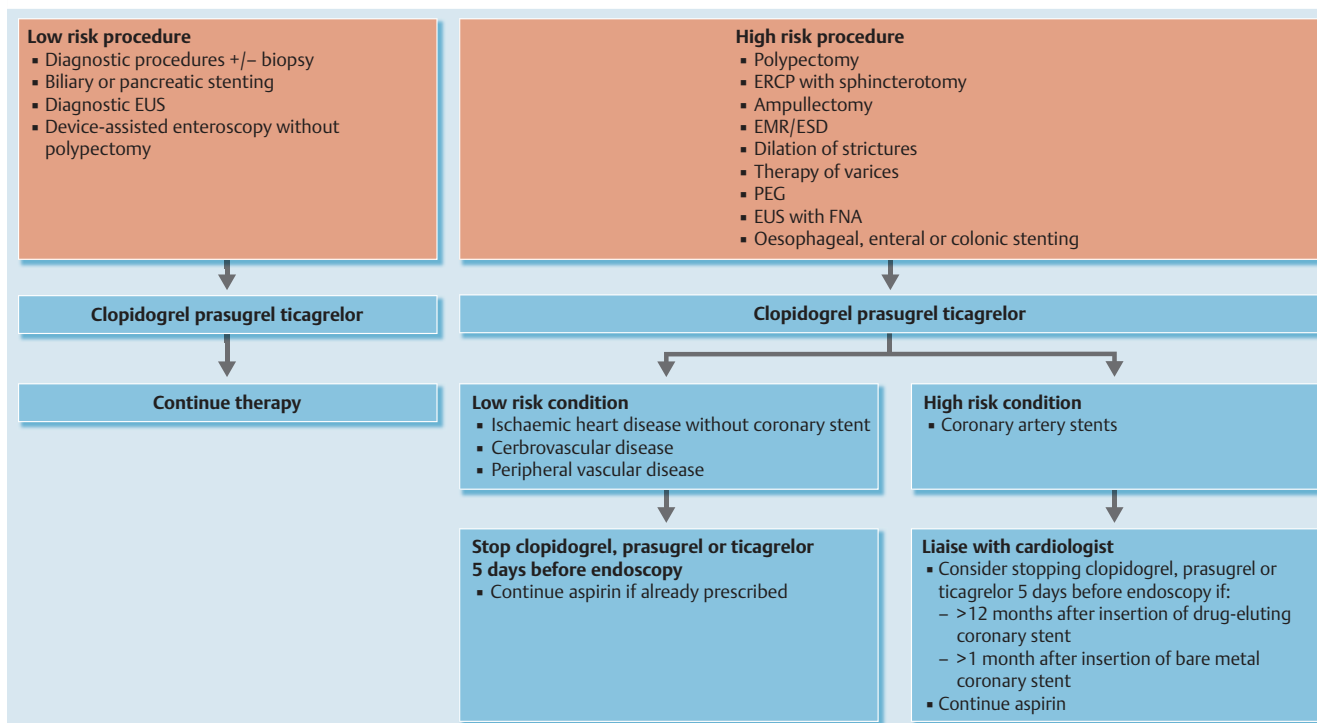 Low risk procedure
▪ Diagnostic procedures +/– biopsy
▪ Biliary or pancreatic stenting
▪ Diagnostic EUS
▪ Device-assisted enteroscopy without
polypectomy
High risk procedure
▪ Polypectomy
▪ ERCP with sphincterotomy
▪ Ampullectomy
▪ EMR/ESD
▪ Dilation of strictures
▪ Therapy of varices
▪ PEG
▪ EUS with FNA
▪ Oesophageal, enteral or colonic stenting
Clopidogrel prasugrel ticagrelor
Clopidogrel prasugrel ticagrelor
Continue therapy
Low risk condition
▪ Ischaemic heart disease without coronary stent
▪ Cerbrovascular disease
▪ Peripheral vascular disease
High risk condition
▪ Coronary artery stents
Stop clopidogrel, prasugrel or ticagrelor
5 days before endoscopy
▪ Continue aspirin if already prescribed
Liaise with cardiologist
▪ Consider stopping clopidogrel, prasugrel or
ticagrelor 5 days before endoscopy if:
– >12 months after insertion of drug-eluting
coronary stent
– >1 month after insertion of bare metal
coronary stent
▪ Continue aspirin